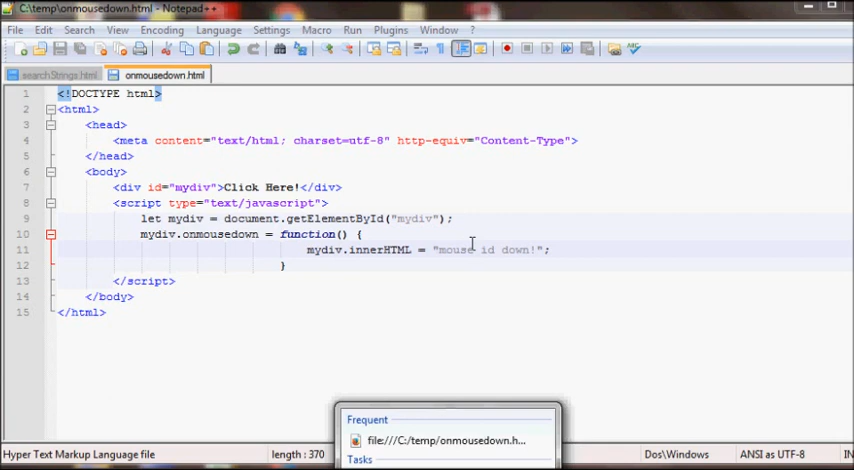 C:\temp\onmousedown.html - Notepad++
File Edit Search View Encoding Language Settings Macro Run Plugins Window ?
searchStrings.html onmousedown.html
1 <!DOCTYPE html>
2 <html>
3 <head>
4 <meta content="text/html; charset=utf-8" http-equiv="Content-Type">
5 </head>
6 <body>
7 <div id="mydiv">Click Here!</div>
8 <script type="text/javascript">
9 let mydiv = document.getElementById("mydiv");
10 mydiv.onmousedown = function() {
11 mydiv.innerHTML = "mouse id down!";
12 }
13 </script>
14 </body>
15 </html>
Frequent
file:///C:/temp/onmousedown.h...
Tasks
Hyper Text Markup Language file length : 370 Dos\Windows ANSI as UTF-8 IN